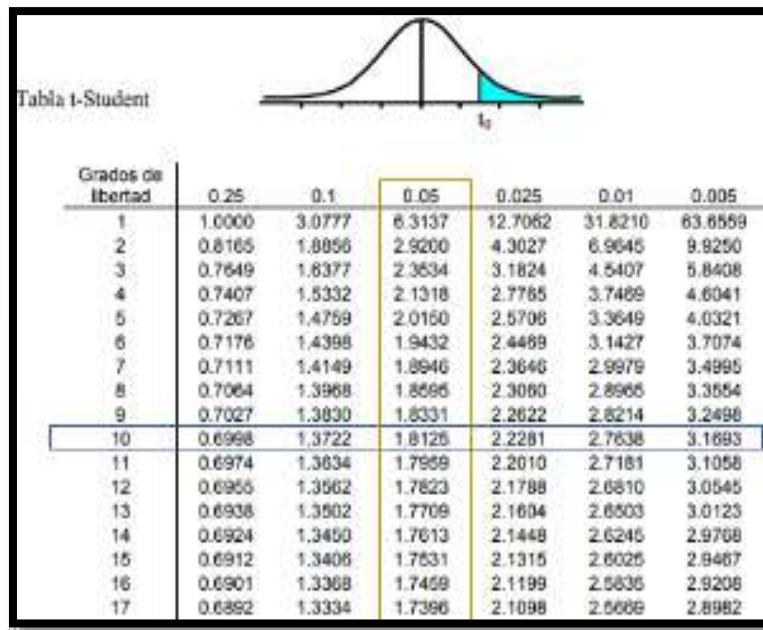 Tabla t-Student
t₀
Grados de
libertad 0.25 0.1 0.05 0.025 0.01 0.005
1 1.0000 3.0777 6.3137 12.7062 31.8210 63.6559
2 0.8165 1.8856 2.9200 4.3027 6.9645 9.9250
3 0.7649 1.6377 2.3534 3.1824 4.5407 5.8408
4 0.7407 1.5332 2.1318 2.7765 3.7469 4.6041
5 0.7267 1.4759 2.0150 2.5706 3.3649 4.0321
6 0.7176 1.4398 1.9432 2.4469 3.1427 3.7074
7 0.7111 1.4149 1.8946 2.3646 2.9979 3.4995
8 0.7064 1.3968 1.8595 2.3060 2.8965 3.3554
9 0.7027 1.3830 1.8331 2.2622 2.8214 3.2498
10 0.6998 1.3722 1.8125 2.2281 2.7638 3.1693
11 0.6974 1.3634 1.7959 2.2010 2.7181 3.1058
12 0.6955 1.3562 1.7823 2.1788 2.6810 3.0545
13 0.6938 1.3502 1.7709 2.1604 2.6503 3.0123
14 0.6924 1.3450 1.7613 2.1448 2.6245 2.9768
15 0.6912 1.3406 1.7531 2.1315 2.6025 2.9467
16 0.6901 1.3368 1.7459 2.1199 2.5835 2.9208
17 0.6892 1.3334 1.7396 2.1098 2.5669 2.8982